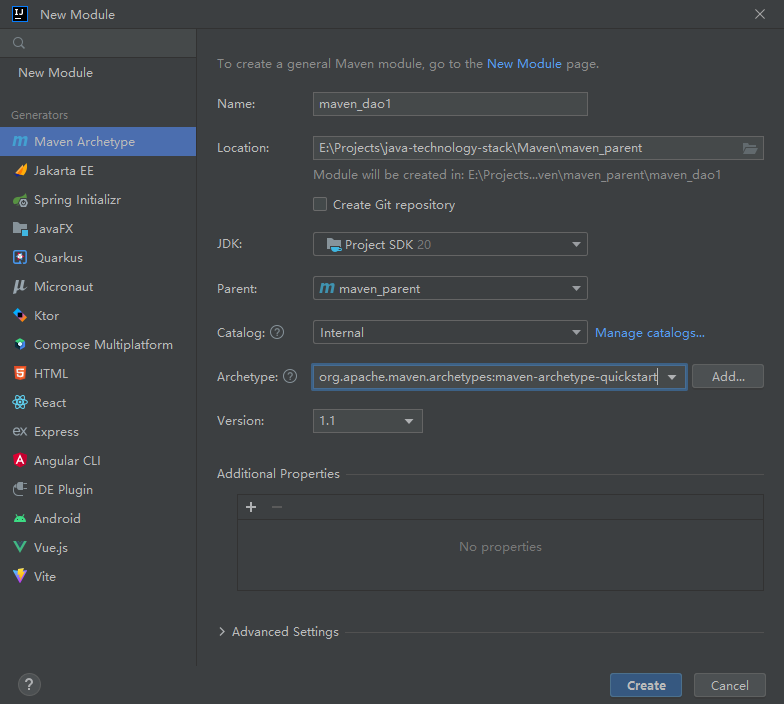 New Module
New Module
Generators
Maven Archetype
Jakarta EE
Spring Initializr
JavaFX
Quarkus
Micronaut
Ktor
Compose Multiplatform
HTML
React
ex Express
Angular CLI
IDE Plugin
Android
Vue.js
Vite
?
To create a general Maven module, go to the New Module page.
Name: maven_dao1
Location: E:\Projects\java-technology-stack\Maven\maven_parent
Module will be created in: E:\Projects...ven\maven_parent\maven_dao1
Create Git repository
JDK: Project SDK 20
Parent: m maven_parent
Catalog: ? Internal Manage catalogs...
Archetype: ? org.apache.maven.archetypes:maven-archetype-quickstart Add...
Version: 1.1
Additional Properties
+ −
No properties
Advanced Settings
Create Cancel